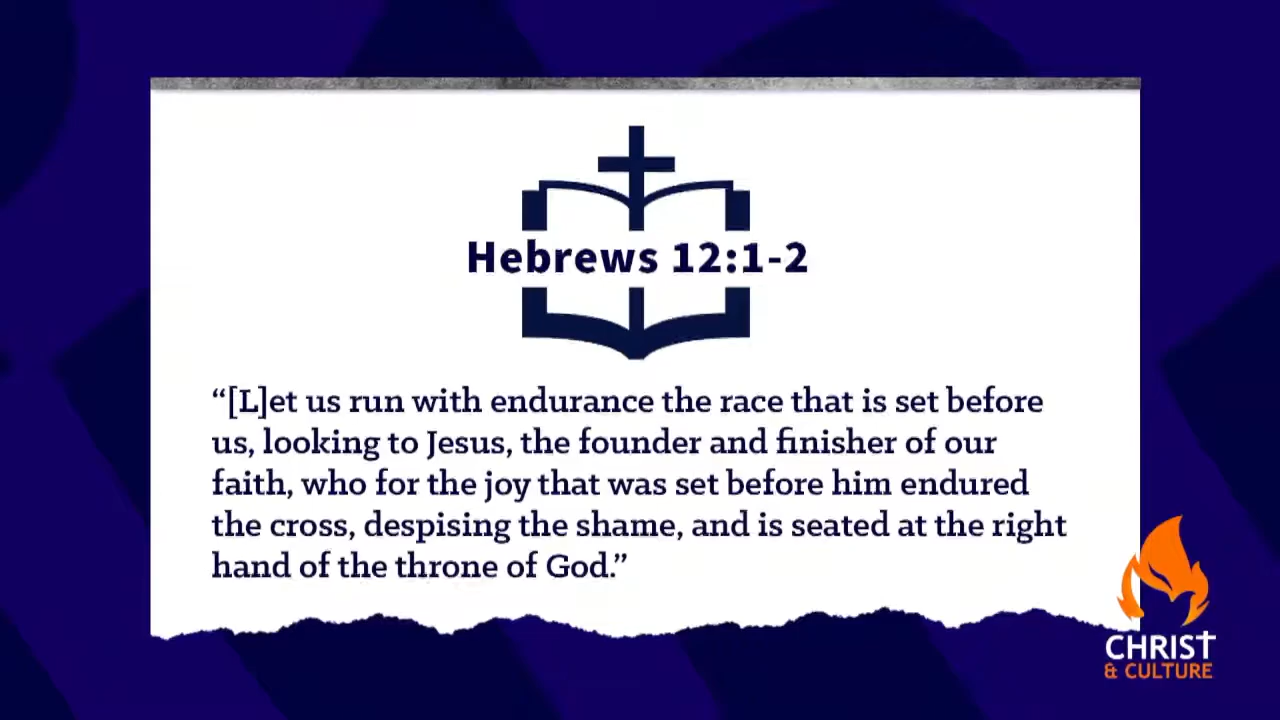 Hebrews 12:1-2
“[L]et us run with endurance the race that is set before
us, looking to Jesus, the founder and finisher of our
faith, who for the joy that was set before him endured
the cross, despising the shame, and is seated at the right
hand of the throne of God.”
CHRIST
& CULTURE